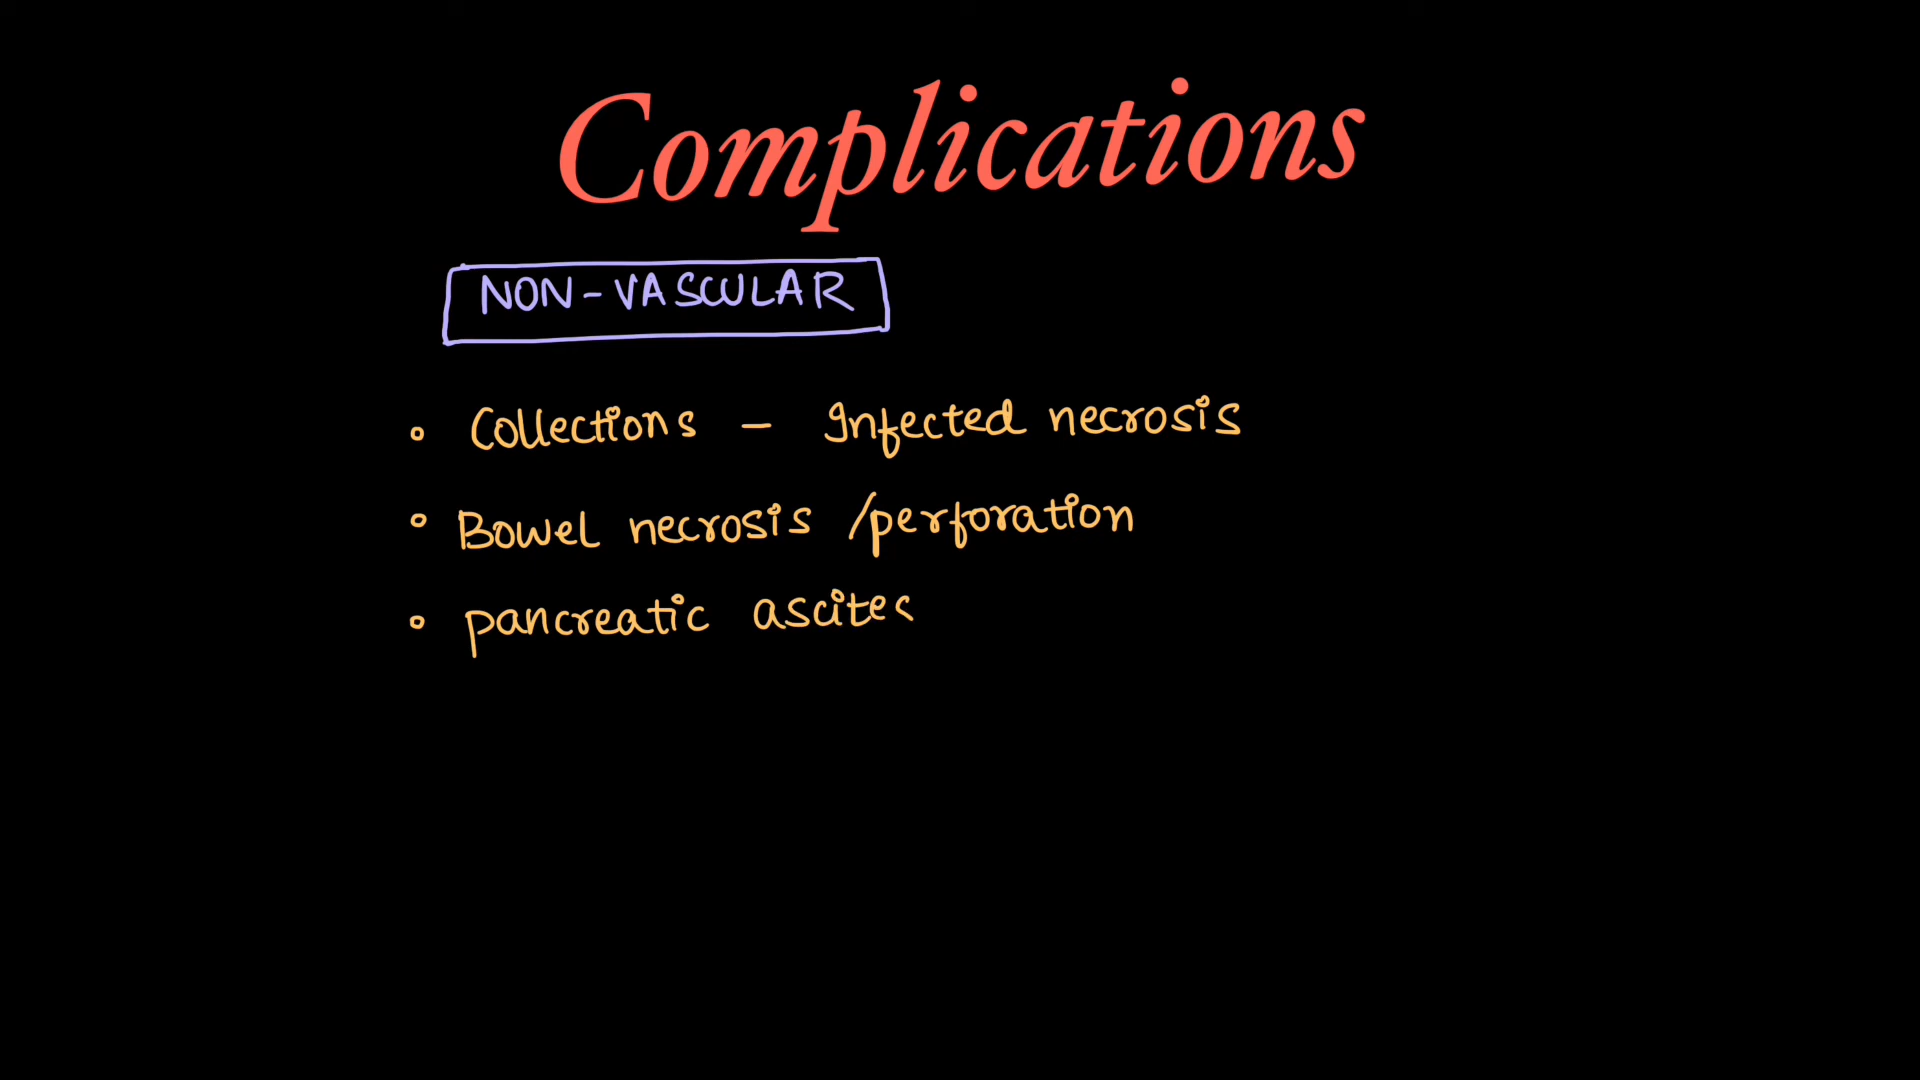 Complications
NON-VASCULAR
• Collections - Infected necrosis
• Bowel necrosis /perforation
• pancreatic ascites